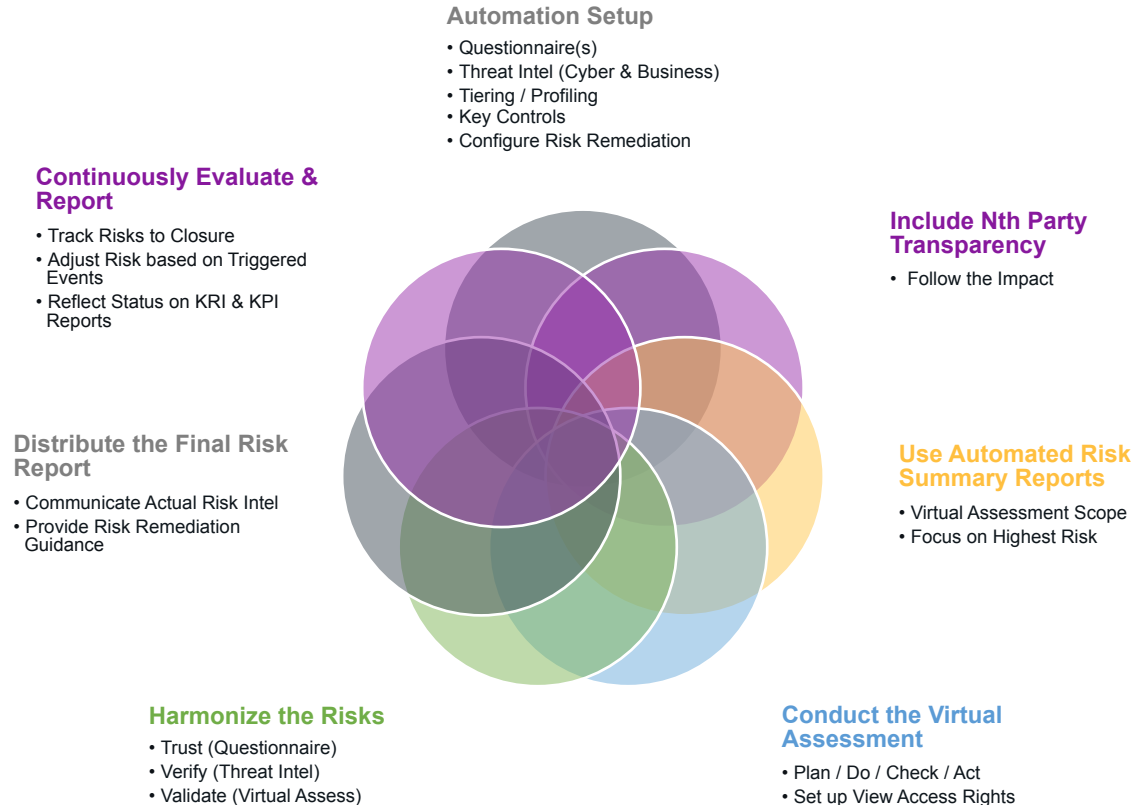 Automation Setup
• Questionnaire(s)
• Threat Intel (Cyber & Business)
• Tiering / Profiling
• Key Controls
• Configure Risk Remediation
Include Nth Party
Transparency
• Follow the Impact
Use Automated Risk
Summary Reports
• Virtual Assessment Scope
• Focus on Highest Risk
Conduct the Virtual
Assessment
• Plan / Do / Check / Act
• Set up View Access Rights
Harmonize the Risks
• Trust (Questionnaire)
• Verify (Threat Intel)
• Validate (Virtual Assess)
Distribute the Final Risk
Report
• Communicate Actual Risk Intel
• Provide Risk Remediation
Guidance
Continuously Evaluate &
Report
• Track Risks to Closure
• Adjust Risk based on Triggered
Events
• Reflect Status on KRI & KPI
Reports